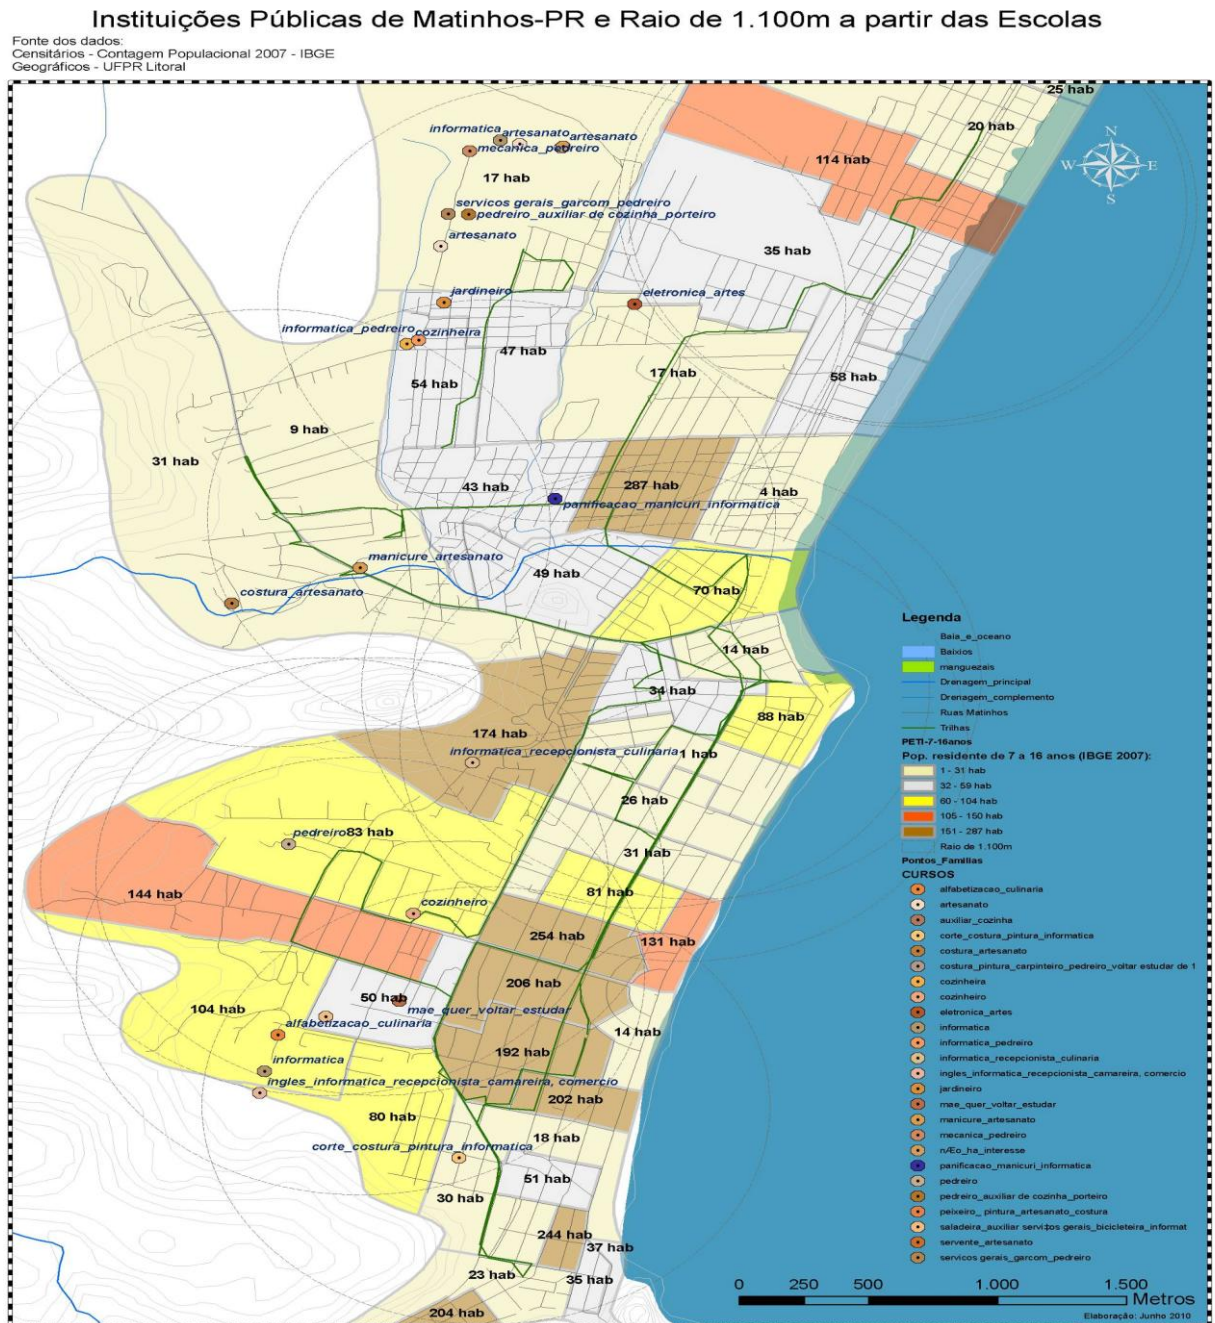 Instituições Públicas de Matinhos-PR e Raio de 1.100m a partir das Escolas
Fonte dos dados:
Censitários - Contagem Populacional 2007 - IBGE
Geográficos - UFPR Litoral
25 hab
20 hab
informatica
artesanato
artesanato
mecanica_pedreiro
114 hab
N
W
E
S
17 hab
servicos gerais_garcom_pedreiro
pedreiro_auxiliar de cozinha_porteiro
artesanato
35 hab
jardineiro
eletronica_artes
informatica_pedreiro
cozinheira
47 hab
54 hab
17 hab
58 hab
9 hab
31 hab
43 hab
287 hab
4 hab
panificacao_manicuri_informatica
manicure_artesanato
49 hab
costura_artesanato
70 hab
14 hab
34 hab
88 hab
174 hab
informatica_recepcionista_culinaria
1 hab
26 hab
pedreiro
83 hab
31 hab
144 hab
81 hab
cozinheiro
254 hab
131 hab
206 hab
50 hab
104 hab
mae_quer_voltar_estudar
alfabetização_culinaria
14 hab
192 hab
informatica
ingles_informatica_recepcionista_camareira, comercio
202 hab
80 hab
18 hab
corte_costura_pintura_informatica
51 hab
30 hab
244 hab
37 hab
23 hab
35 hab
204 hab
Legenda
Baia_e_oceano
Baixios
manguezais
Drenagem_principal
Drenagem_complemento
Ruas Matinhos
Trilhas
PETI-7-16anos
Pop. residente de 7 a 16 anos (IBGE 2007):
1 - 31 hab
32 - 59 hab
60 - 104 hab
105 - 150 hab
151 - 287 hab
Raio de 1.100m
Pontos_Familias
CURSOS
alfabetizacao_culinaria
artesanato
auxiliar_cozinha
corte_costura_pintura_informatica
costura_artesanato
costura_pintura_carpinteiro_pedreiro_voltar estudar de 1
cozinheira
cozinheiro
eletronica_artes
informatica
informatica_pedreiro
informatica_recepcionista_culinaria
ingles_informatica_recepcionista_camareira, comercio
jardineiro
mae_quer_voltar_estudar
manicure_artesanato
mecanica_pedreiro
nÆo_ha_interesse
panificacao_manicuri_informatica
pedreiro
pedreiro_auxiliar de cozinha_porteiro
peixeiro_ pintura_artesanato_costura
saladeira_auxiliar servi‡os gerais_bicicleteira_informat
servente_artesanato
servicos gerais_garcom_pedreiro
0 250 500 1.000 1.500
Metros
Elaboração: Junho 2010